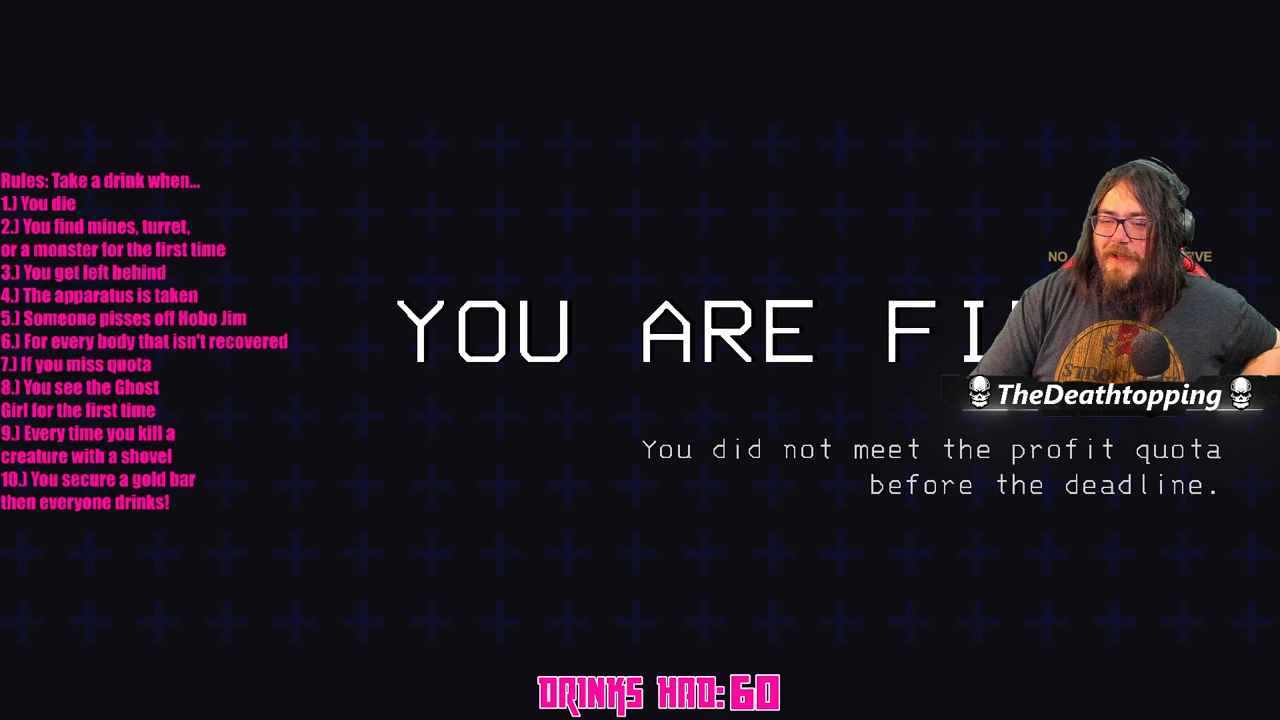 Rules: Take a drink when...
1.) You die
2.) You find mines, turret,
or a monster for the first time
3.) You get left behind
4.) The apparatus is taken
5.) Someone pisses off Hobo Jim
6.) For every body that isn't recovered
7.) If you miss quota
8.) You see the Ghost
Girl for the first time
9.) Every time you kill a
creature with a shovel
10.) You secure a gold bar
then everyone drinks!
NO
YOU ARE FI
TheDeathtopping
You did not meet the profit quota
before the deadline.
DRINKS HAD: 60